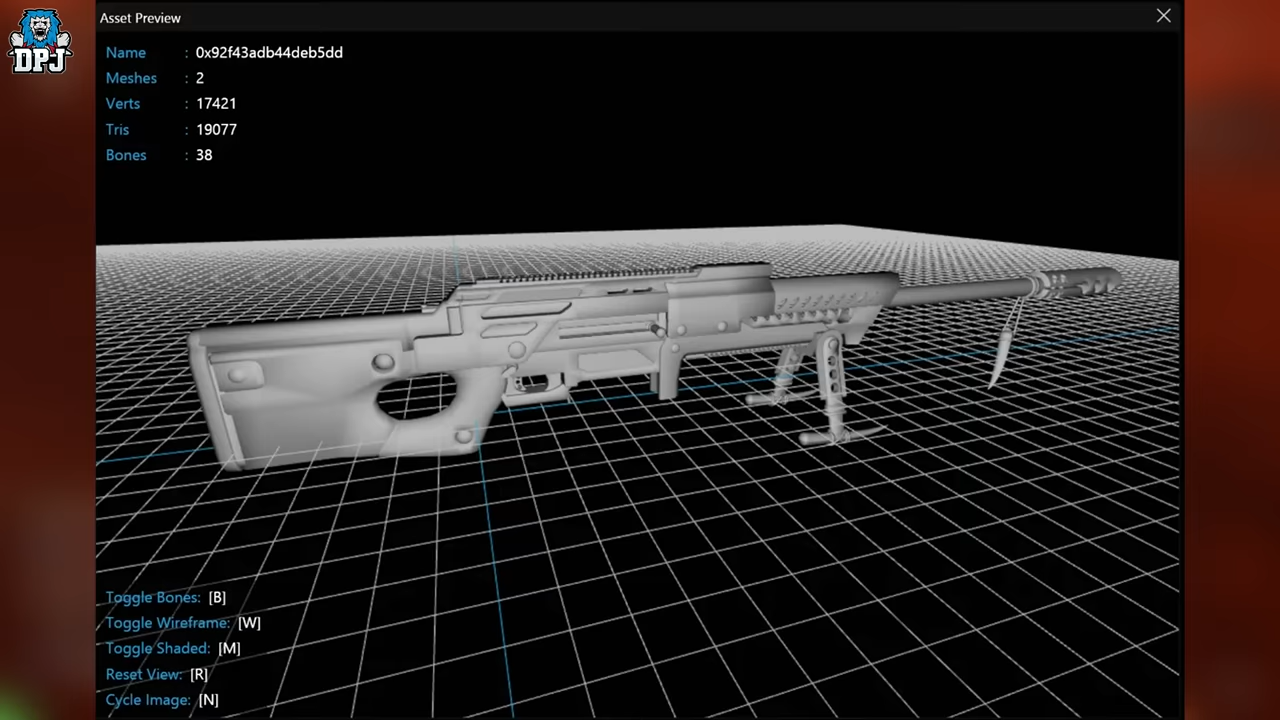 DPJ
Asset Preview
Name : 0x92f43adb44deb5dd
Meshes : 2
Verts : 17421
Tris : 19077
Bones : 38
Toggle Bones: [B]
Toggle Wireframe: [W]
Toggle Shaded: [M]
Reset View: [R]
Cycle Image: [N]